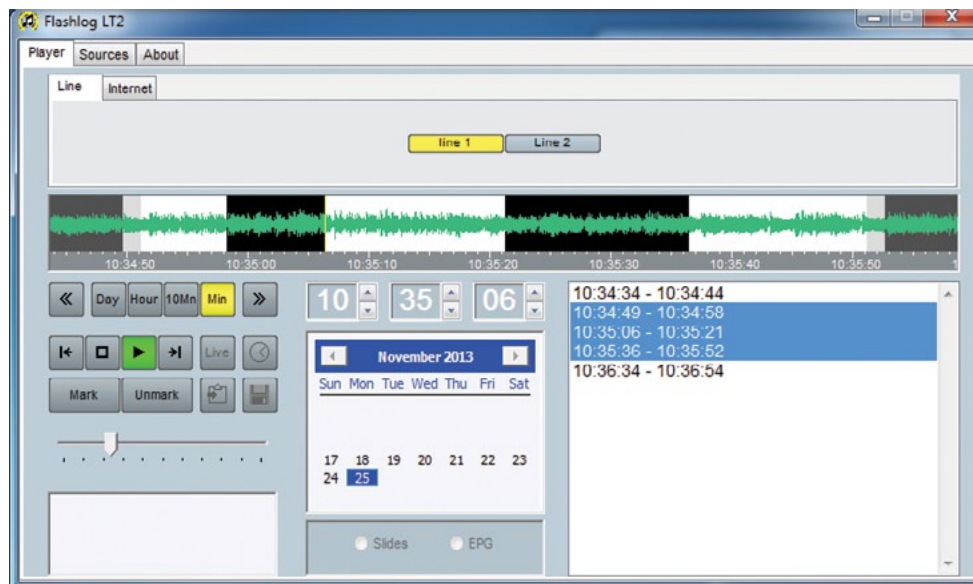 Flashlog LT2
Player Sources About
Line Internet
line 1 Line 2
10:34:50 10:35:00 10:35:10 10:35:20 10:35:30 10:35:40 10:35:50 1
Day Hour 10Mn Min
Live
Mark Unmark
10 35 06
November 2013
Sun Mon Tue Wed Thu Fri Sat
17 18 19 20 21 22 23
24 25
Slides EPG
10:34:34 - 10:34:44
10:34:49 - 10:34:58
10:35:06 - 10:35:21
10:35:36 - 10:35:52
10:36:34 - 10:36:54